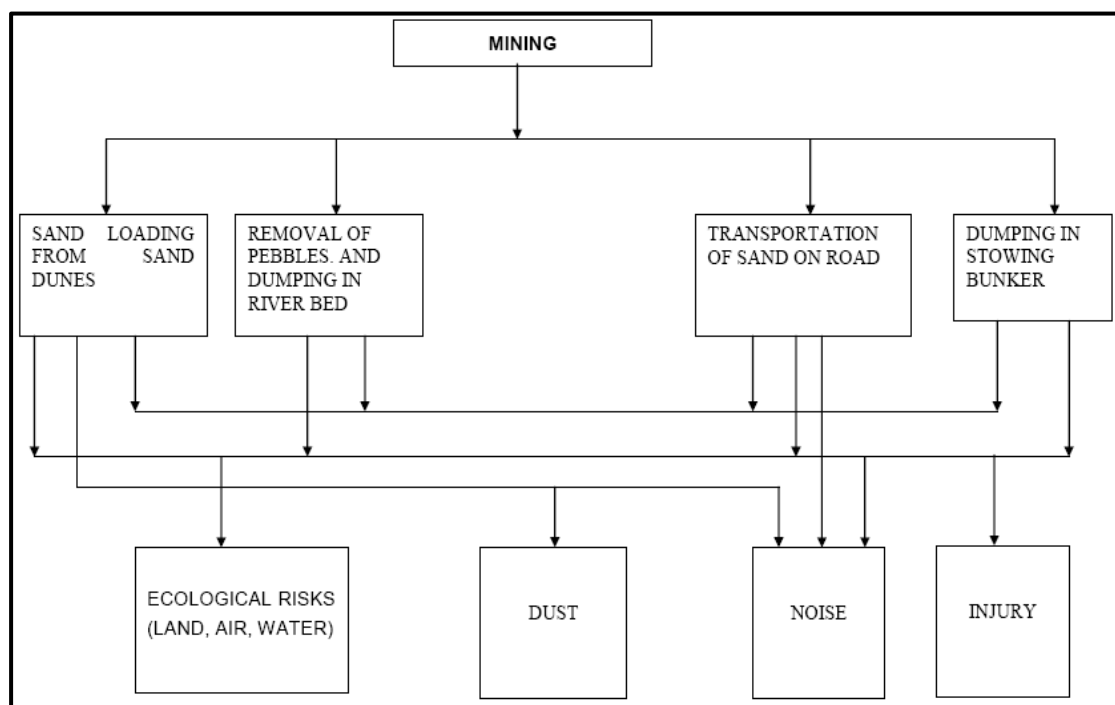 MINING
SAND LOADING
FROM SAND
DUNES
REMOVAL OF
PEBBLES. AND
DUMPING IN
RIVER BED
TRANSPORTATION
OF SAND ON ROAD
DUMPING IN
STOWING
BUNKER
ECOLOGICAL RISKS
(LAND, AIR, WATER)
DUST
NOISE
INJURY